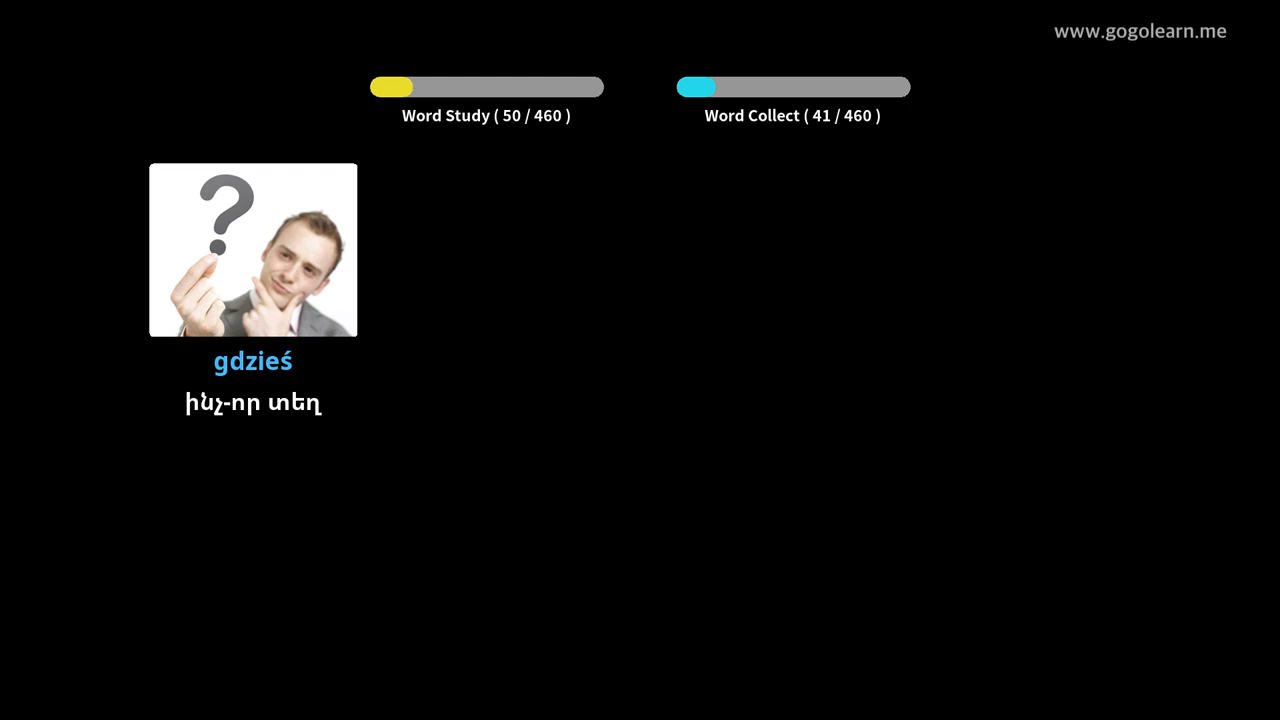 www.gogolearn.me
Word Study ( 50 / 460 )
Word Collect ( 41 / 460 )
?
gdzieś
ինչ-որ տեղ